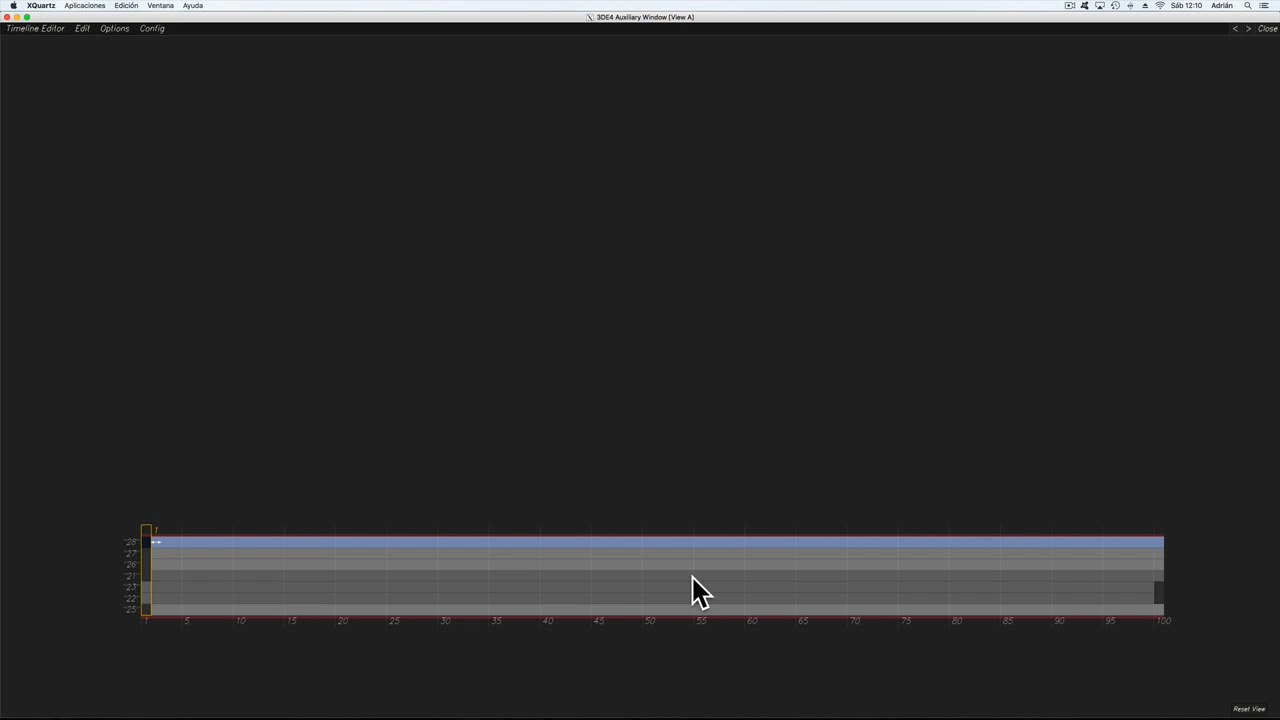 XQuartz Aplicaciones Edición Ventana Ayuda Sáb 12:10 Adrián
X 3DE4 Auxiliary Window [View A]
Timeline Editor Edit Options Config < > Close
1
"28"
"27"
"26"
"21"
"23"
"22"
"25"
1 5 10 15 20 25 30 35 40 45 50 55 60 65 70 75 80 85 90 95 100
Reset View